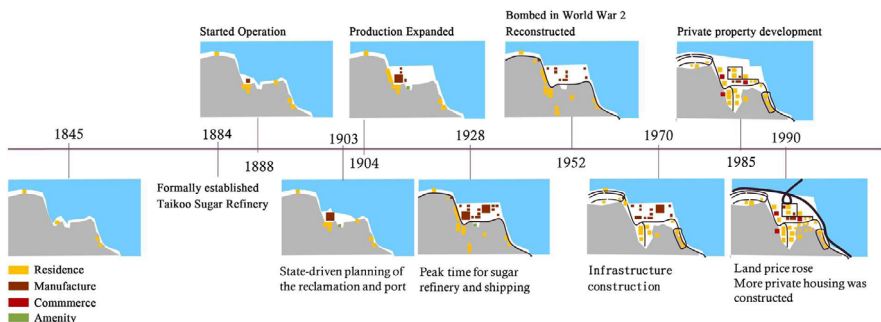 Started Operation
Production Expanded
Bombed in World War 2
Reconstructed
Private property development
1845
1884
1903
1928
1970
1990
1888
1904
1952
1985
Formally established
Taikoo Sugar Refinery
State-driven planning of
the reclamation and port
Peak time for sugar
refinery and shipping
Infrastructure
construction
Land price rose
More private housing was
constructed
Residence
Manufacture
Commmerce
Amenity